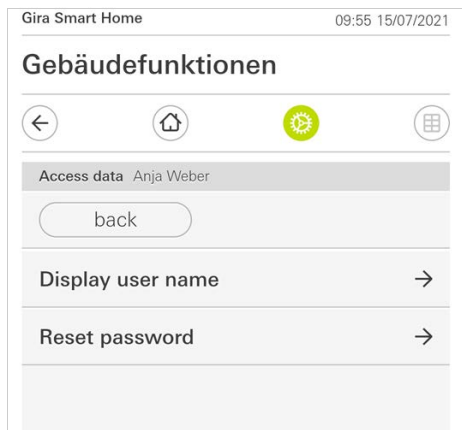 Gira Smart Home 09:55 15/07/2021
Gebäudefunktionen
Access data Anja Weber
back
Display user name
Reset password